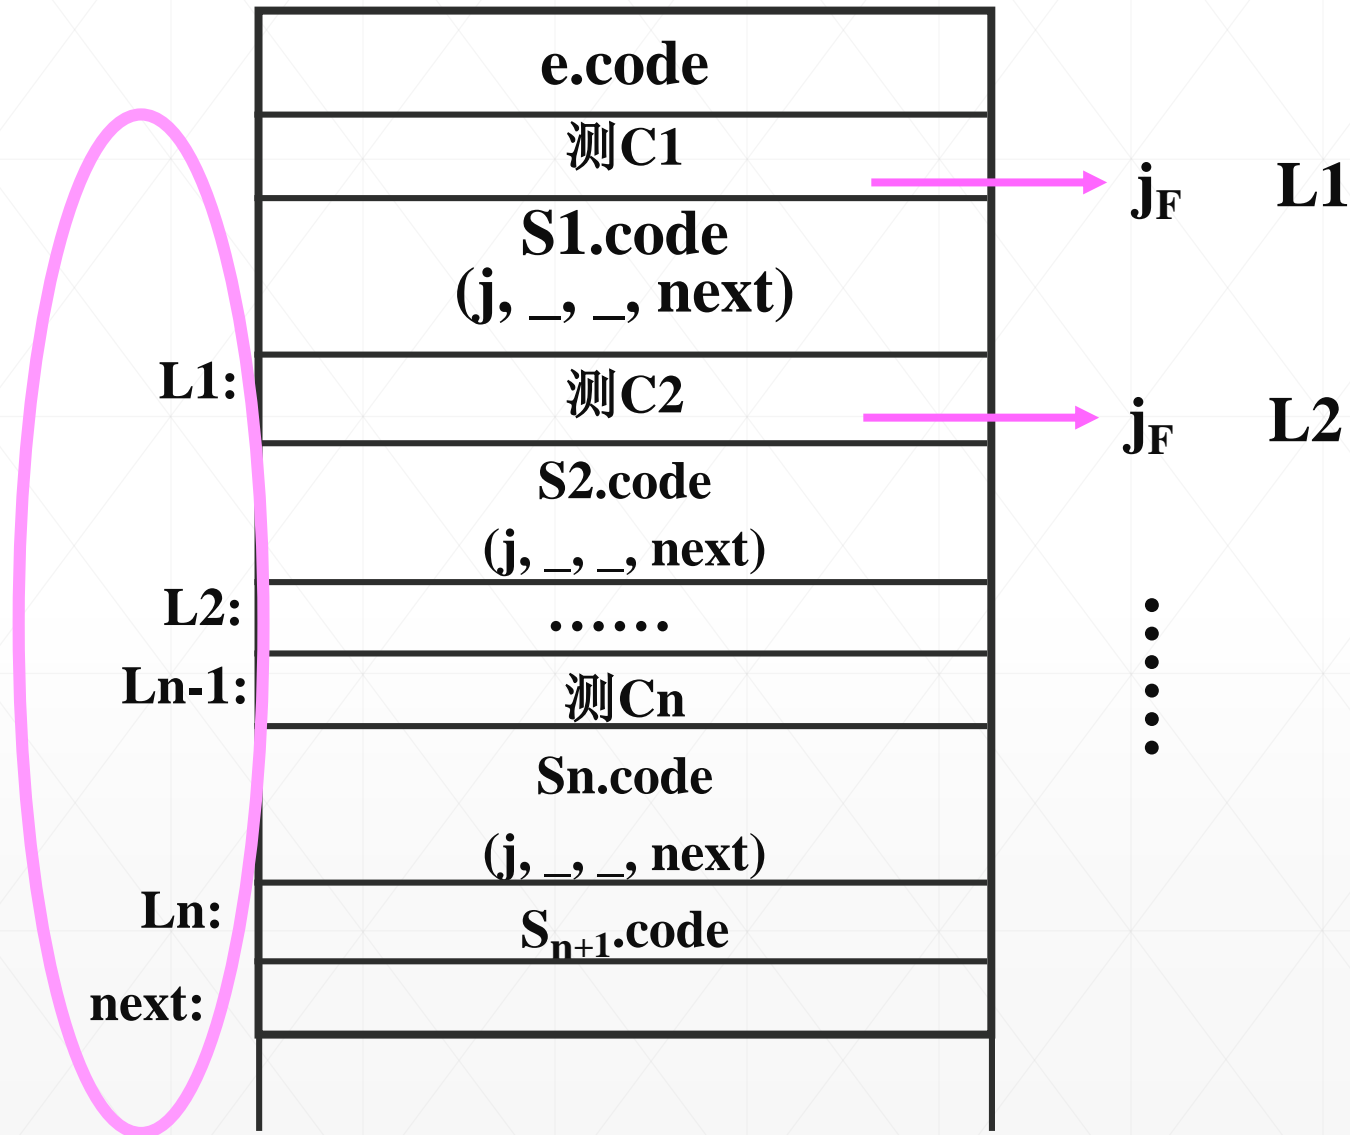 e.code
测C1
jF L1
S1.code
(j, _, _, next)
L1: 测C2
jF L2
S2.code
(j, _, _, next)
L2: ……
Ln-1: 测Cn
Sn.code
(j, _, _, next)
Ln: Sn+1.code
next: